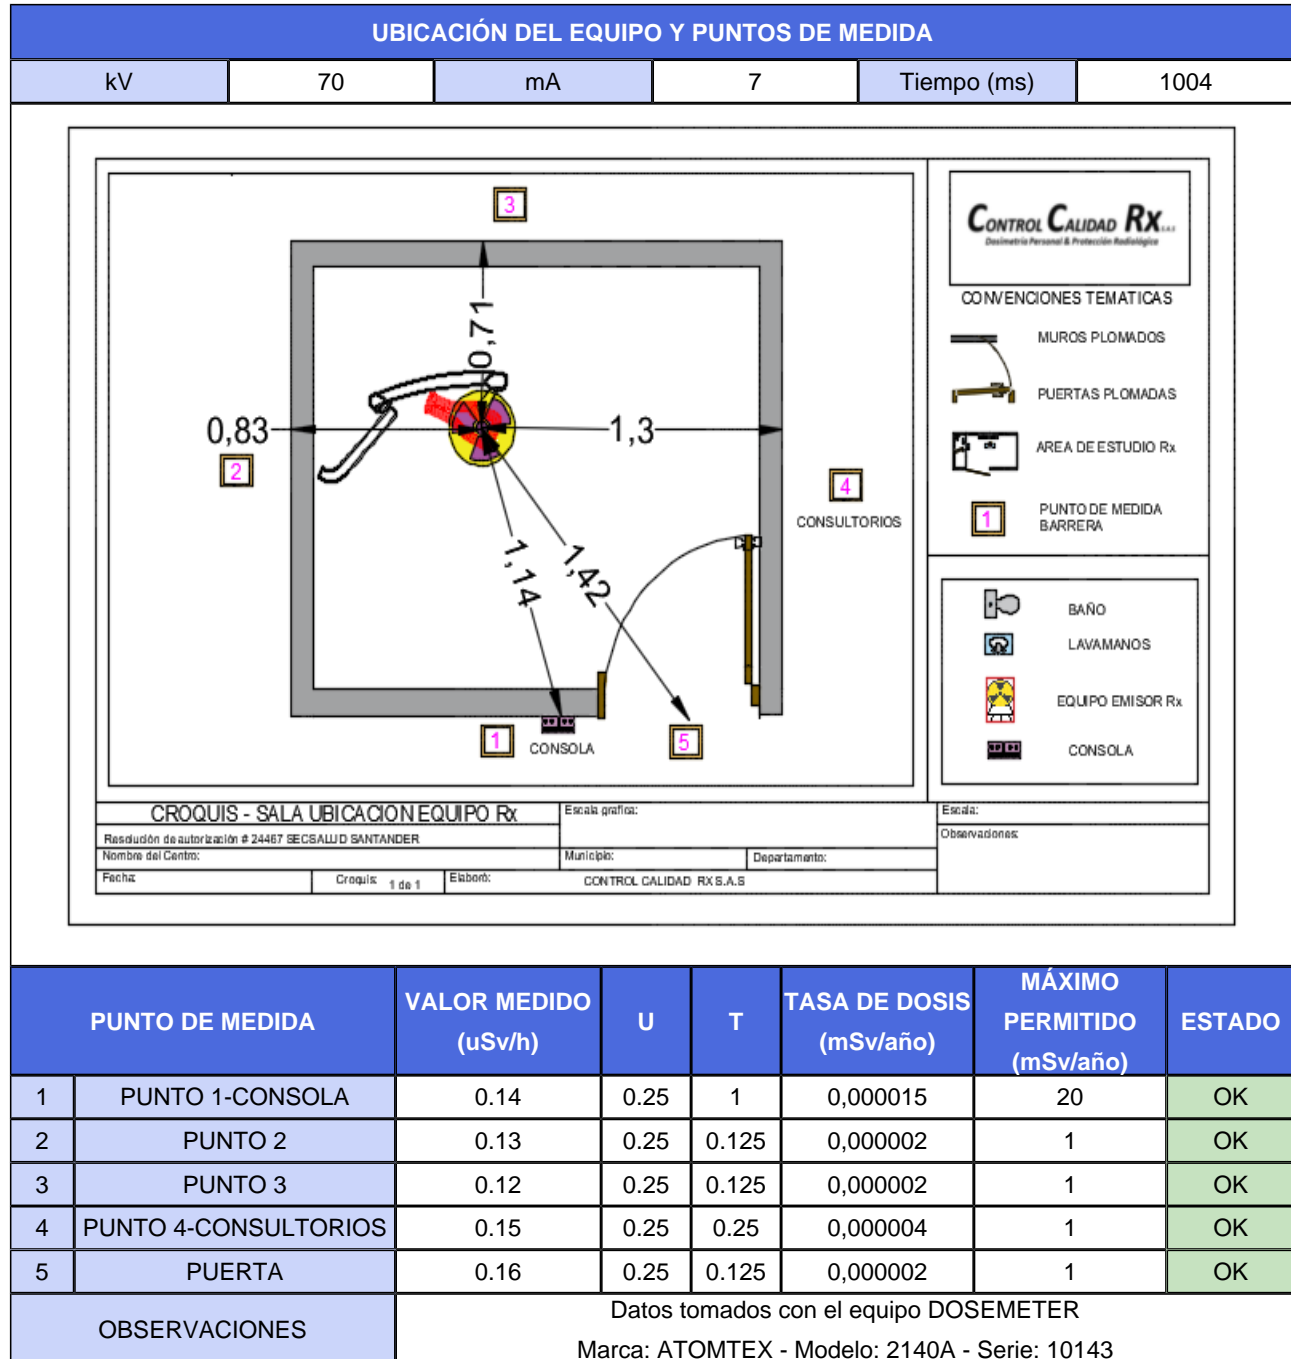 UBICACIÓN DEL EQUIPO Y PUNTOS DE MEDIDA
kV 70 mA 7 Tiempo (ms) 1004
3
0,71
0,83
1,3
2
4
CONSULTORIOS
1,14
1,42
1
CONSOLA
5
CONTROL CALIDAD RX S.A.S
Dosimetría Personal & Protección Radiológica
CONVENCIONES TEMATICAS
MUROS PLOMADOS
PUERTAS PLOMADAS
AREA DE ESTUDIO Rx
1
PUNTO DE MEDIDA
BARRERA
BAÑO
LAVAMANOS
EQUIPO EMISOR Rx
CONSOLA
CROQUIS - SALA UBICACION EQUIPO Rx
Escala grafica:
Escala:
Resolución de autorización # 24467 SECSALUD SANTANDER
Observaciones:
Nombre del Centro:
Municipio:
Departamento:
Fecha:
Croquis: 1 de 1
Elaboró:
CONTROL CALIDAD RX S.A.S
PUNTO DE MEDIDA
VALOR MEDIDO
(uSv/h)
U
T
TASA DE DOSIS
(mSv/año)
MÁXIMO
PERMITIDO
(mSv/año)
ESTADO
1 PUNTO 1-CONSOLA 0.14 0.25 1 0,000015 20 OK
2 PUNTO 2 0.13 0.25 0.125 0,000002 1 OK
3 PUNTO 3 0.12 0.25 0.125 0,000002 1 OK
4 PUNTO 4-CONSULTORIOS 0.15 0.25 0.25 0,000004 1 OK
5 PUERTA 0.16 0.25 0.125 0,000002 1 OK
OBSERVACIONES
Datos tomados con el equipo DOSEMETER
Marca: ATOMTEX - Modelo: 2140A - Serie: 10143